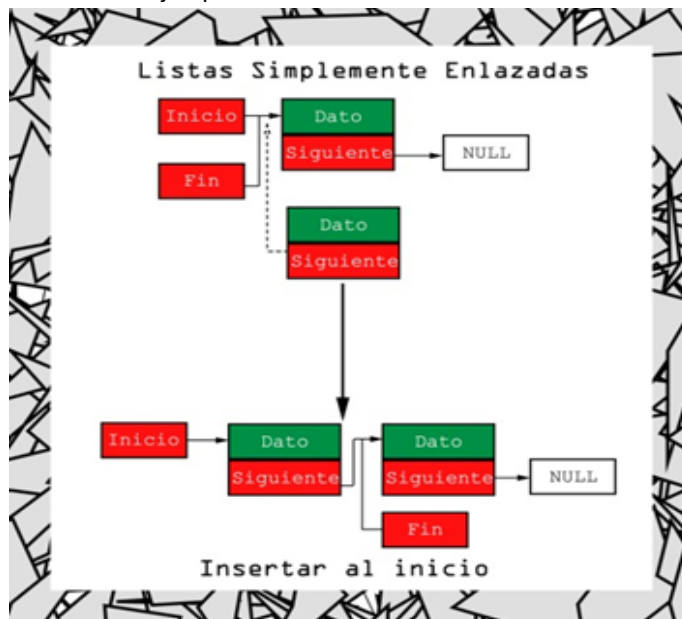 Listas Simplemente Enlazadas
Inicio
Dato
Siguiente
NULL
Fin
Dato
Siguiente
Inicio
Dato
Dato
Siguiente
Siguiente
NULL
Fin
Insertar al inicio